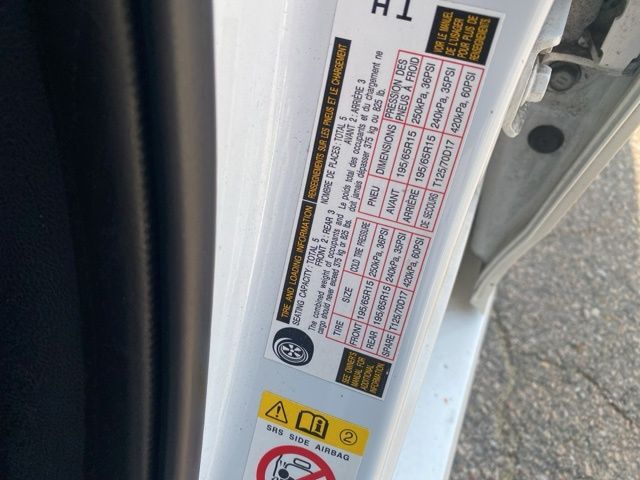 TIRE AND LOADING INFORMATION
RENSEIGNEMENTS SUR LES PNEUS ET LE CHARGEMENT
SEATING CAPACITY: TOTAL 5
FRONT 2 : REAR 3
NOMBRE DE PLACES : TOTAL 5
AVANT 2 : ARRIÈRE 3
The combined weight of occupants and
cargo should never exceed 375 kg or 825 lbs.
Le poids total des occupants et du chargement ne
doit jamais dépasser 375 kg ou 825 lb.
TIRE SIZE COLD TIRE PRESSURE
FRONT 195/65R15 250kPa, 36PSI
REAR 195/65R15 240kPa, 35PSI
SPARE T125/70D17 420kPa, 60PSI
PNEU DIMENSIONS PRESSION DES PNEUS À FROID
AVANT 195/65R15 250kPa, 36PSI
ARRIÈRE 195/65R15 240kPa, 35PSI
DE SECOURS T125/70D17 420kPa, 60PSI
SEE OWNER'S
MANUAL FOR
ADDITIONAL
INFORMATION
VOIR LE MANUEL
DE L'USAGER
POUR PLUS DE
RENSEIGNEMENTS.
2
SRS SIDE AIRBAG